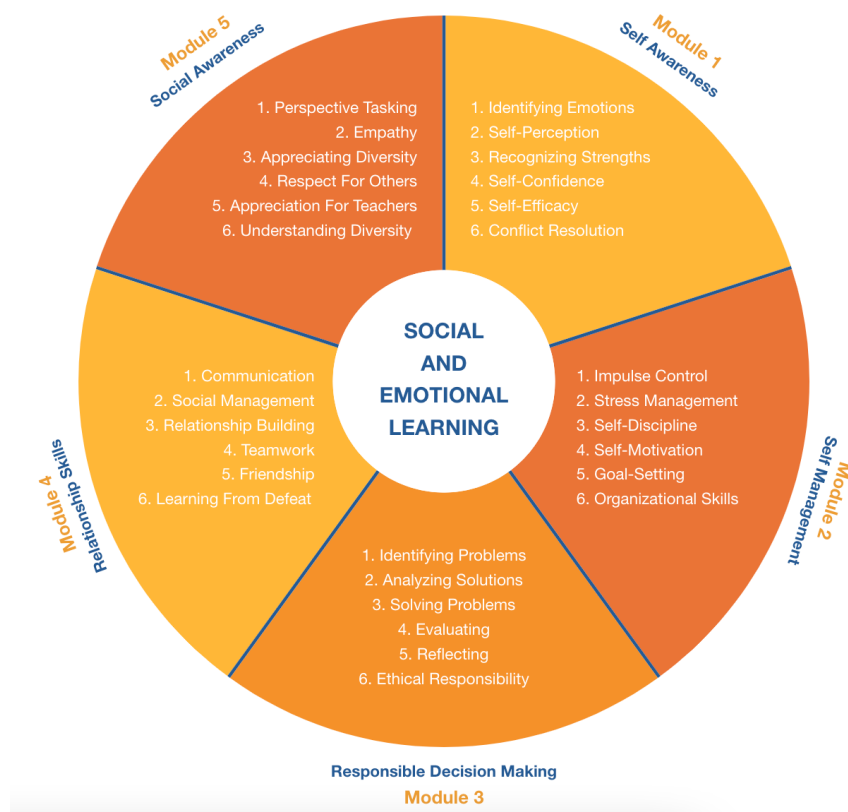 Module 5
Social Awareness
1. Perspective Tasking
2. Empathy
3. Appreciating Diversity
4. Respect For Others
5. Appreciation For Teachers
6. Understanding Diversity
Module 1
Self Awareness
1. Identifying Emotions
2. Self-Perception
3. Recognizing Strengths
4. Self-Confidence
5. Self-Efficacy
6. Conflict Resolution
SOCIAL
AND
EMOTIONAL
LEARNING
Module 4
Relationship Skills
1. Communication
2. Social Management
3. Relationship Building
4. Teamwork
5. Friendship
6. Learning From Defeat
1. Impulse Control
2. Stress Management
3. Self-Discipline
4. Self-Motivation
5. Goal-Setting
6. Organizational Skills
Module 2
Self Management
1. Identifying Problems
2. Analyzing Solutions
3. Solving Problems
4. Evaluating
5. Reflecting
6. Ethical Responsibility
Responsible Decision Making
Module 3